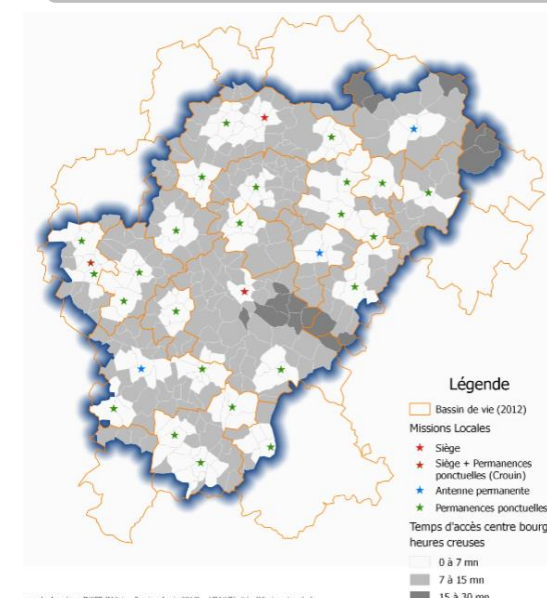 Légende
Bassin de vie (2012)
Missions Locales
Siège
Siège + Permanences
ponctuelles (Crouin)
Antenne permanente
Permanences ponctuelles
Temps d'accès centre bourg
heures creuses
0 à 7 mn
7 à 15 mn
15 à 30 mn